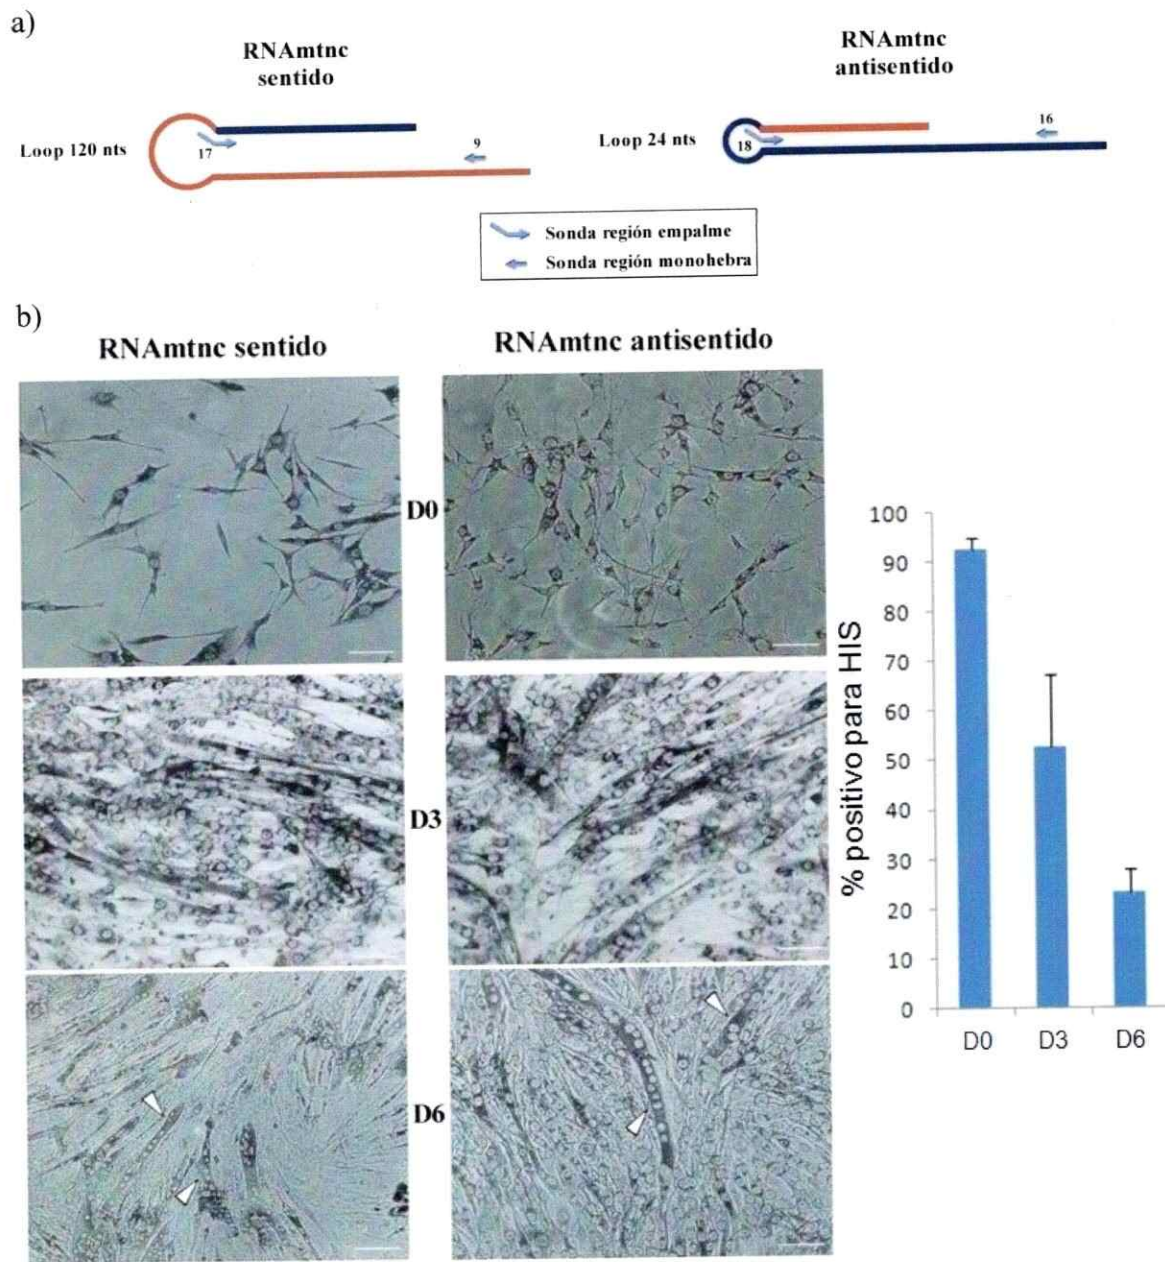 a)
RNAmtnc
sentido
Loop 120 nts
17
9
RNAmtnc
antisentido
Loop 24 nts
18
16
Sonda región empalme
Sonda región monohebra
b)
RNAmtnc sentido
RNAmtnc antisentido
D0
D3
D6
% positivo para HIS
100
90
80
70
60
50
40
30
20
10
0
D0
D3
D6